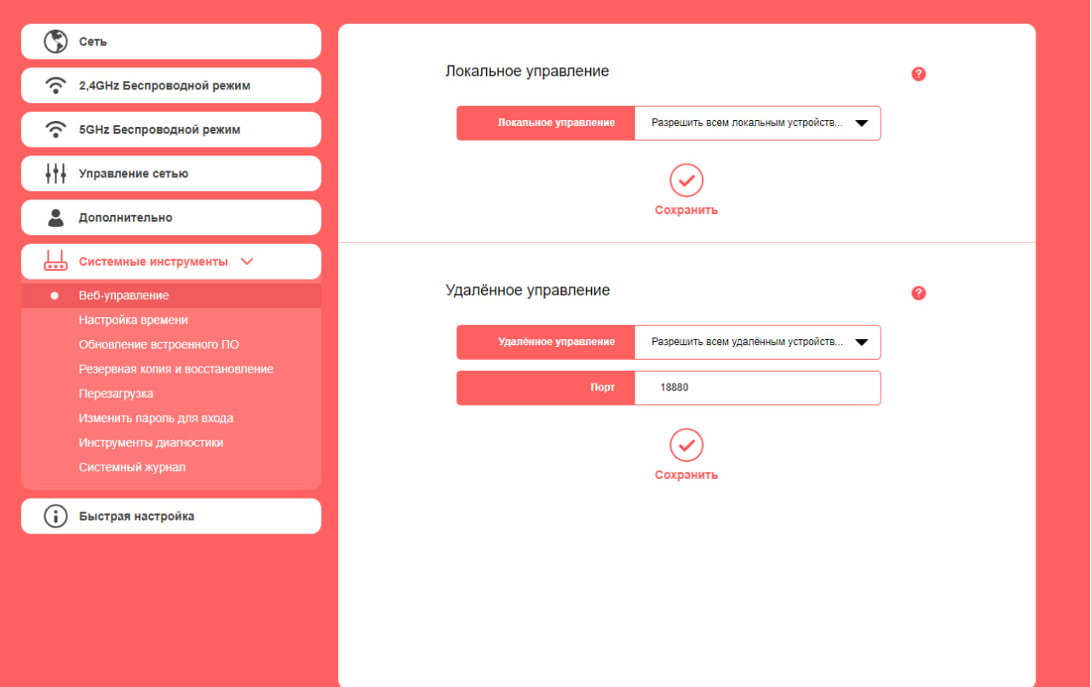 Сеть
2,4GHz Беспроводной режим
5GHz Беспроводной режим
Управление сетью
Дополнительно
Системные инструменты
Веб-управление
Настройка времени
Обновление встроенного ПО
Резервная копия и восстановление
Перезагрузка
Изменить пароль для входа
Инструменты диагностики
Системный журнал
Быстрая настройка
Локальное управление
?
Локальное управление Разрешить всем локальным устройств...
Сохранить
Удалённое управление
?
Удалённое управление Разрешить всем удалённым устройств...
Порт 18880
Сохранить